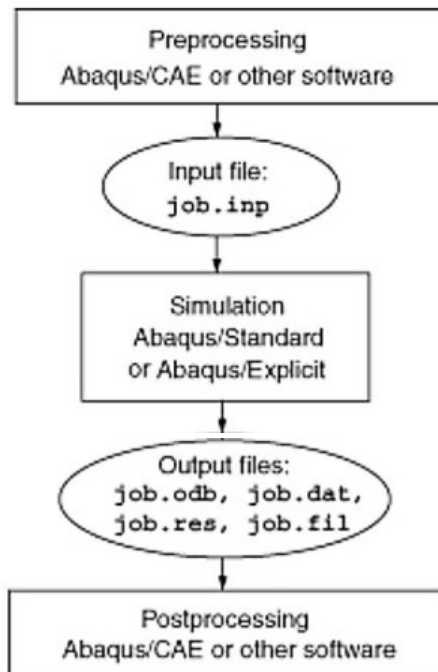 Preprocessing
Abaqus/CAE or other software
Input file:
job.inp
Simulation
Abaqus/Standard
or Abaqus/Explicit
Output files:
job.odb, job.dat,
job.res, job.fil
Postprocessing
Abaqus/CAE or other software